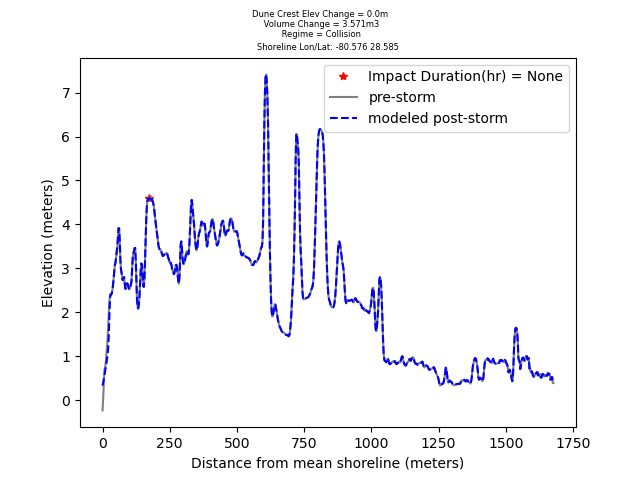 Dune Crest Elev Change = 0.0m
Volume Change = 3.571m3
Regime = Collision
Shoreline Lon/Lat: -80.576 28.585
Impact Duration(hr) = None
pre-storm
modeled post-storm
Elevation (meters)
7
6
5
4
3
2
1
0
0 250 500 750 1000 1250 1500 1750
Distance from mean shoreline (meters)